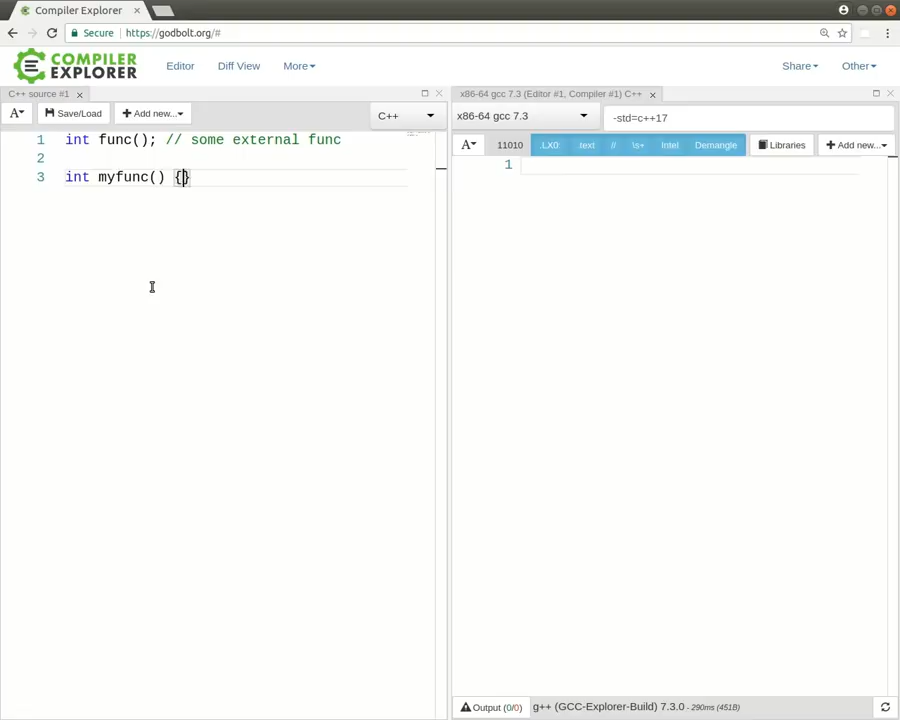 Compiler Explorer
Secure https://godbolt.org/#
COMPILER
EXPLORER
Editor Diff View More Share Other
C++ source #1
x86-64 gcc 7.3 (Editor #1, Compiler #1) C++
A Save/Load + Add new... C++
x86-64 gcc 7.3 -std=c++17
A 11010 .LX0: .text // \s+ Intel Demangle Libraries + Add new...
1 int func(); // some external func
2
3 int myfunc() {}
1
Output (0/0) g++ (GCC-Explorer-Build) 7.3.0 - 290ms (451B)